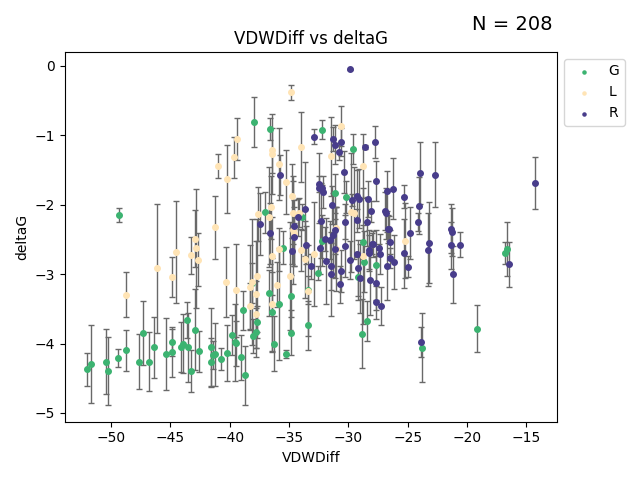 N = 208
VDWDiff vs deltaG
G
L
R
deltaG
0
−1
−2
−3
−4
−5
−50
−45
−40
−35
−30
−25
−20
−15
VDWDiff